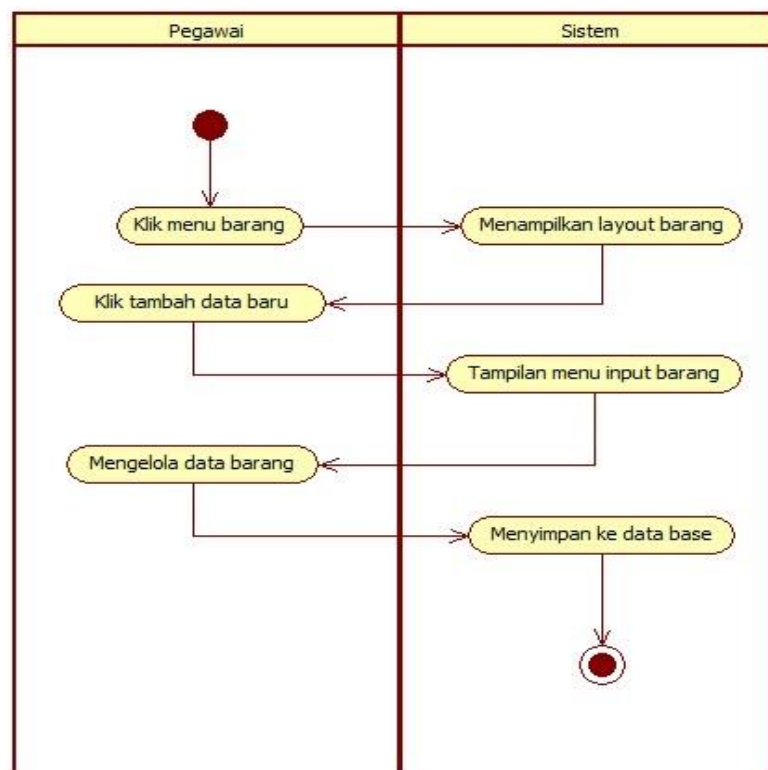 Pegawai
Sistem
Klik menu barang
Menampilkan layout barang
Klik tambah data baru
Tampilan menu input barang
Mengelola data barang
Menyimpan ke data base